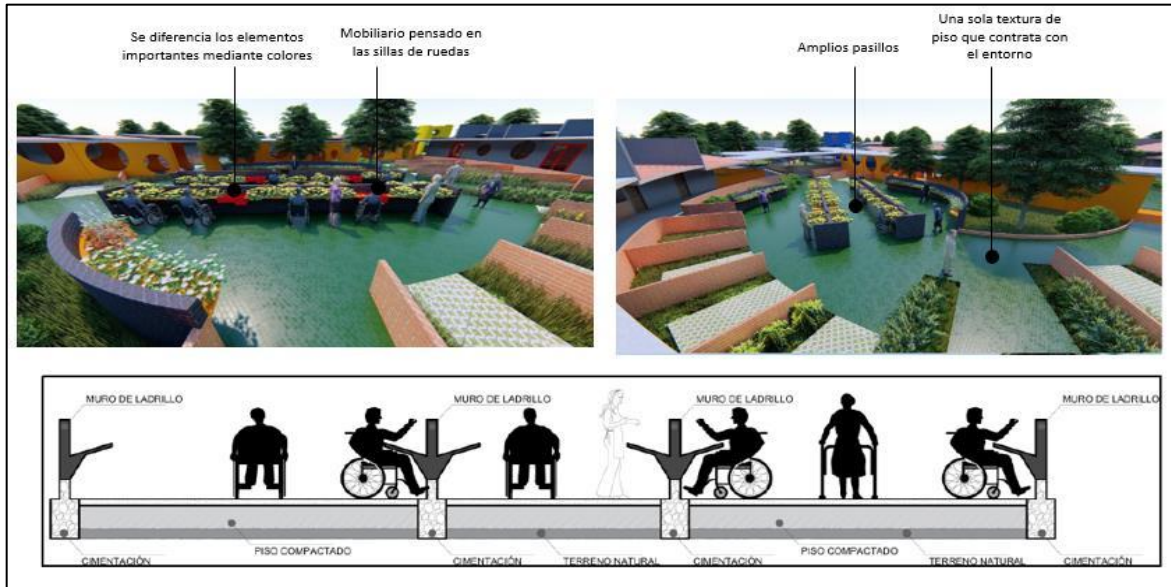 Se diferencia los elementos
importantes mediante colores
Mobiliario pensado en
las sillas de ruedas
Amplios pasillos
Una sola textura de
piso que contrata con
el entorno
MURO DE LADRILLO
MURO DE LADRILLO
MURO DE LADRILLO
MURO DE LADRILLO
CIMENTACIÓN
PISO COMPACTADO
CIMENTACIÓN
TERRENO NATURAL
CIMENTACIÓN
PISO COMPACTADO
TERRENO NATURAL
CIMENTACIÓN